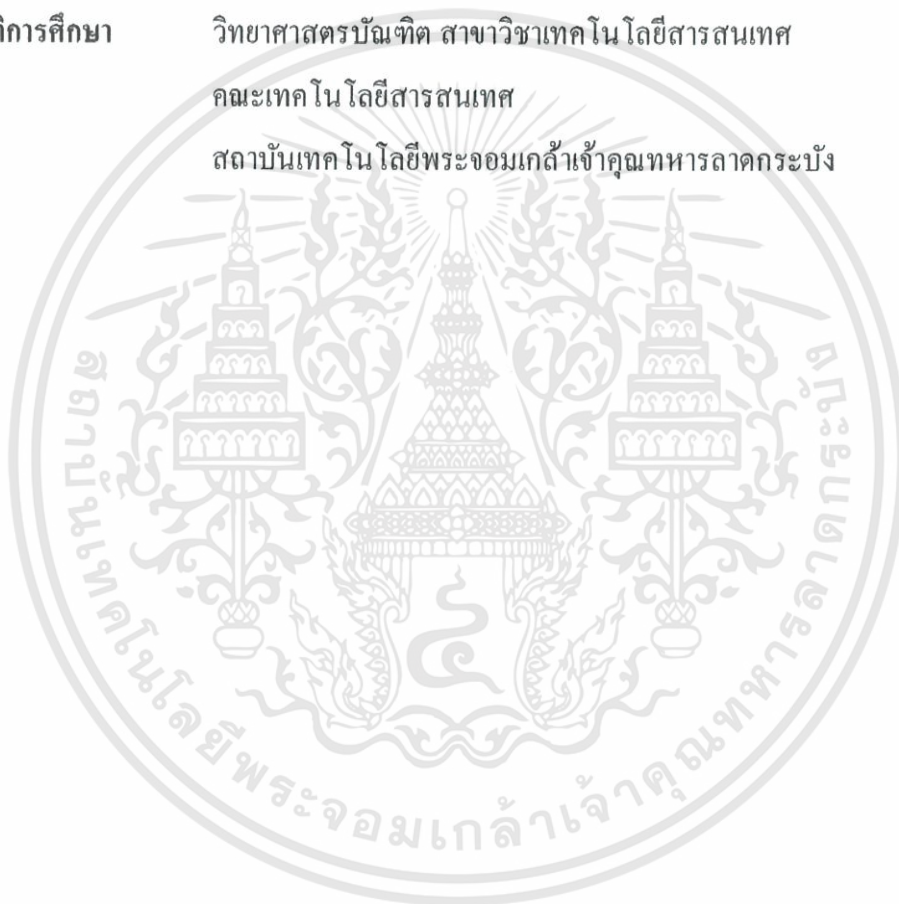 ติการศึกษา วิทยาศาสตรบัณฑิต สาขาวิชาเทคโนโลยีสารสนเทศ
คณะเทคโนโลยีสารสนเทศ
สถาบันเทคโนโลยีพระจอมเกล้าเจ้าคุณทหารลาดกระบัง
สถาบันเทคโนโลยีพระจอมเกล้าเจ้าคุณทหารลาดกระบัง
๔